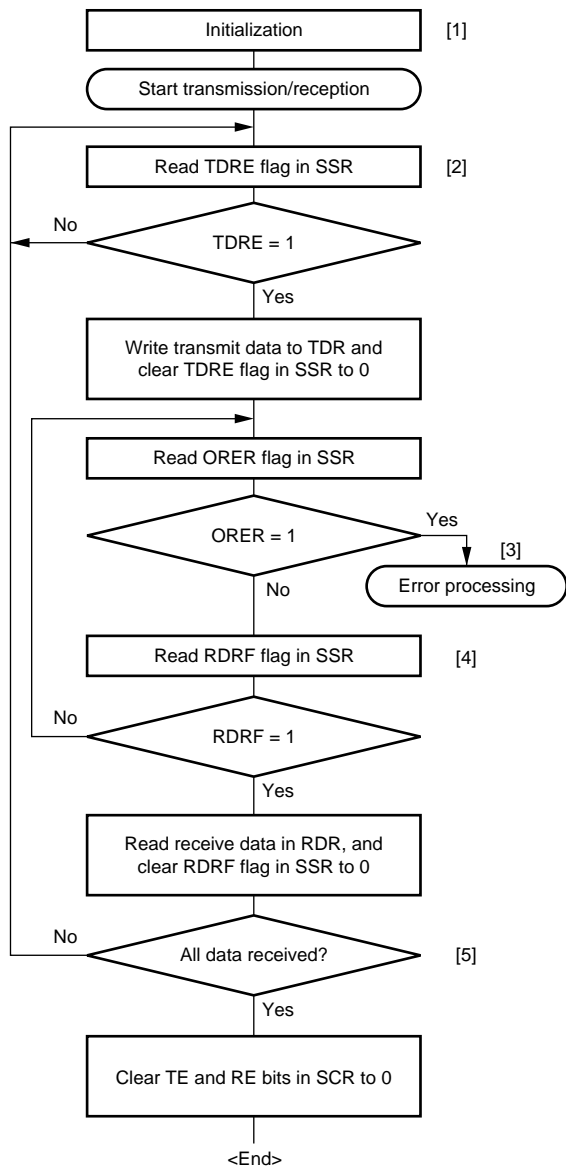 Initialization
[1]
Start transmission/reception
Read TDRE flag in SSR
[2]
No
TDRE = 1
Yes
Write transmit data to TDR and
clear TDRE flag in SSR to 0
Read ORER flag in SSR
Yes
ORER = 1
[3]
Error processing
No
Read RDRF flag in SSR
[4]
No
RDRF = 1
Yes
Read receive data in RDR, and
clear RDRF flag in SSR to 0
No
All data received?
[5]
Yes
Clear TE and RE bits in SCR to 0
<End>